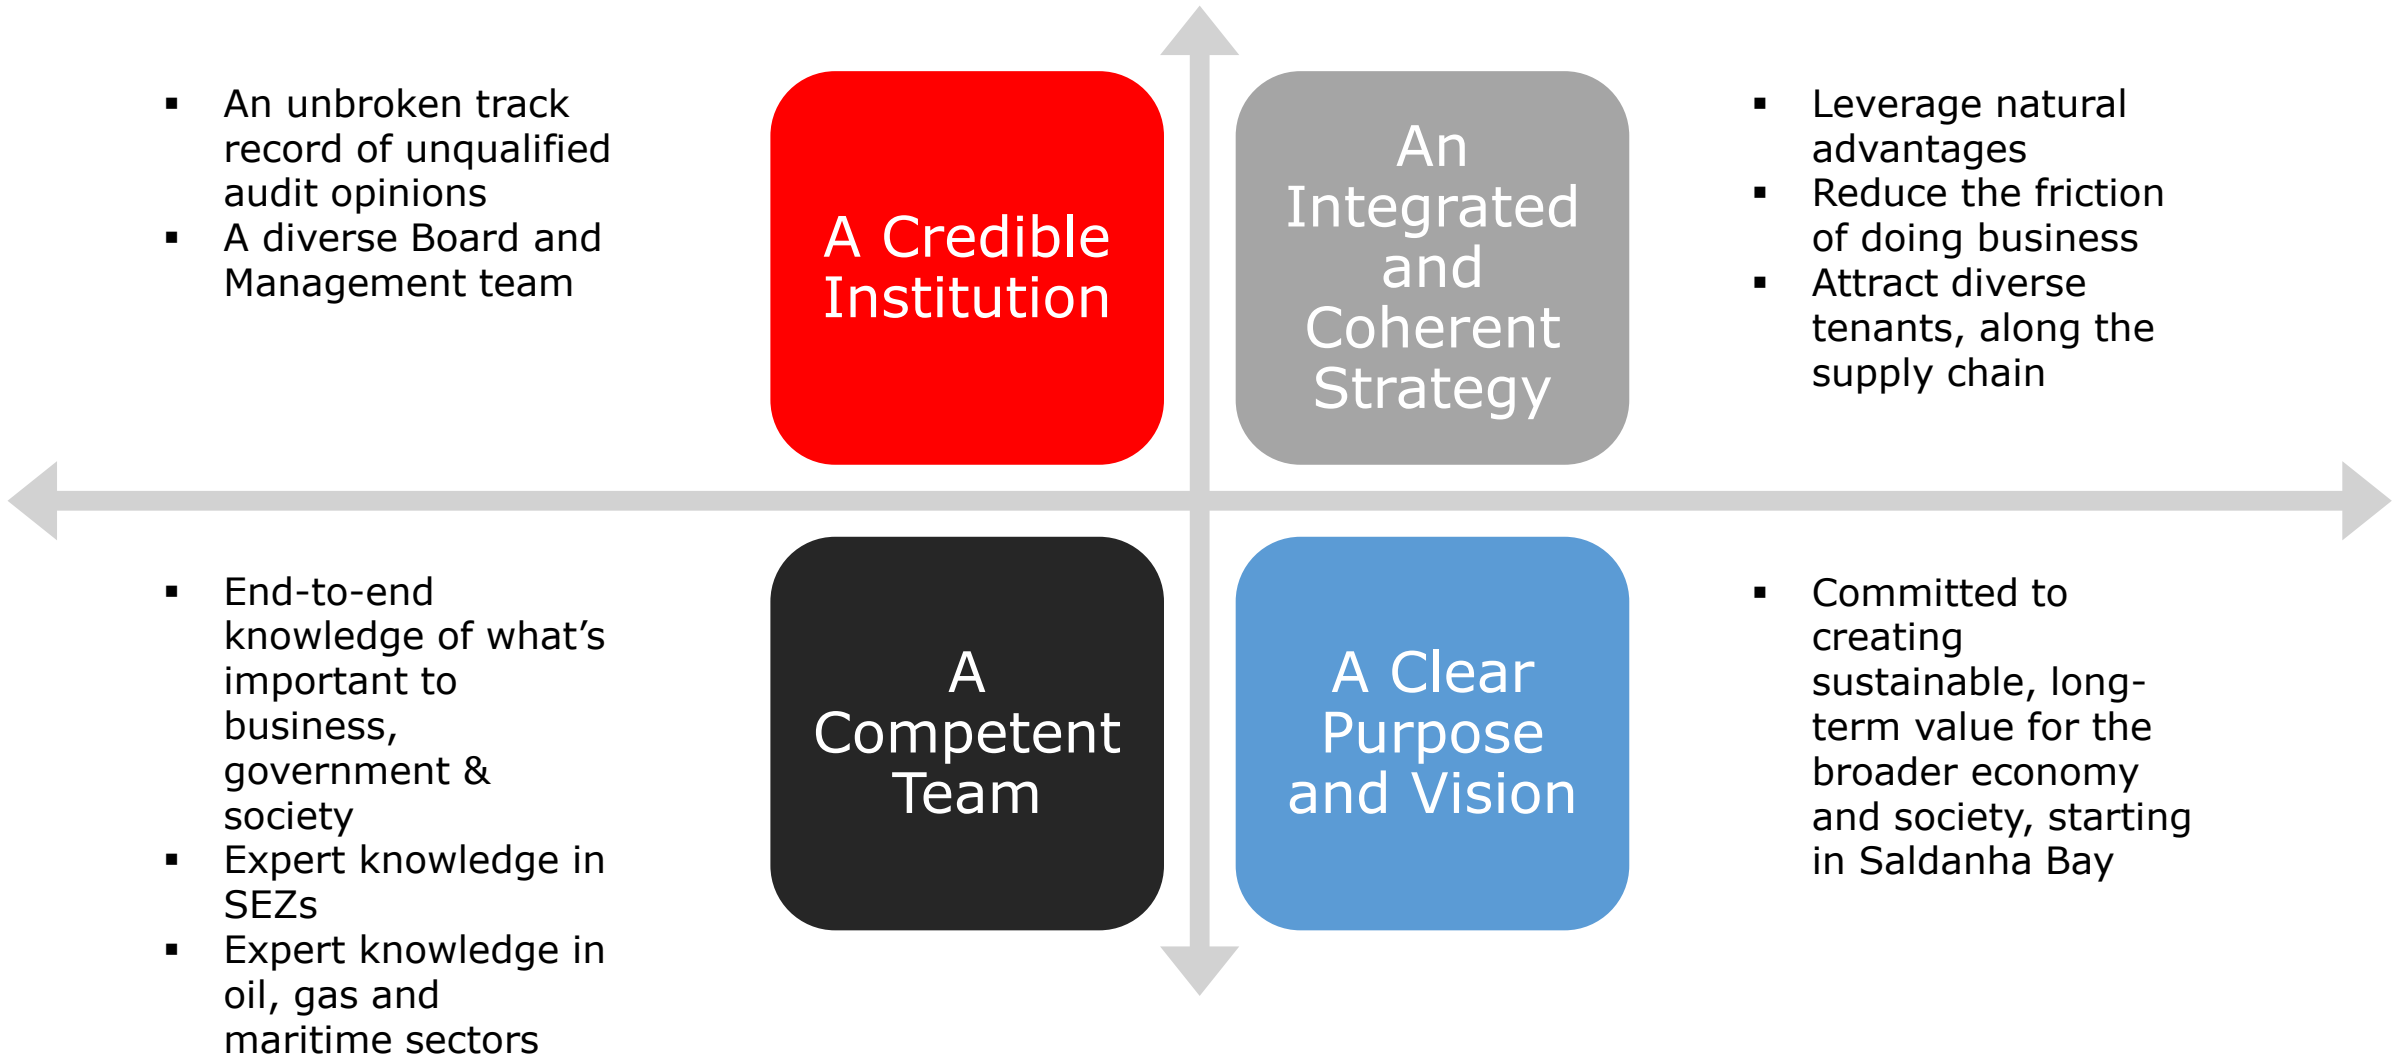 ▪ An unbroken track
record of unqualified
audit opinions
▪ A diverse Board and
Management team
A Credible
Institution
An
Integrated
and
Coherent
Strategy
▪ Leverage natural
advantages
▪ Reduce the friction
of doing business
▪ Attract diverse
tenants, along the
supply chain
▪ End-to-end
knowledge of what’s
important to
business,
government &
society
▪ Expert knowledge in
SEZs
▪ Expert knowledge in
oil, gas and
maritime sectors
A
Competent
Team
A Clear
Purpose
and Vision
▪ Committed to
creating
sustainable, long-
term value for the
broader economy
and society, starting
in Saldanha Bay